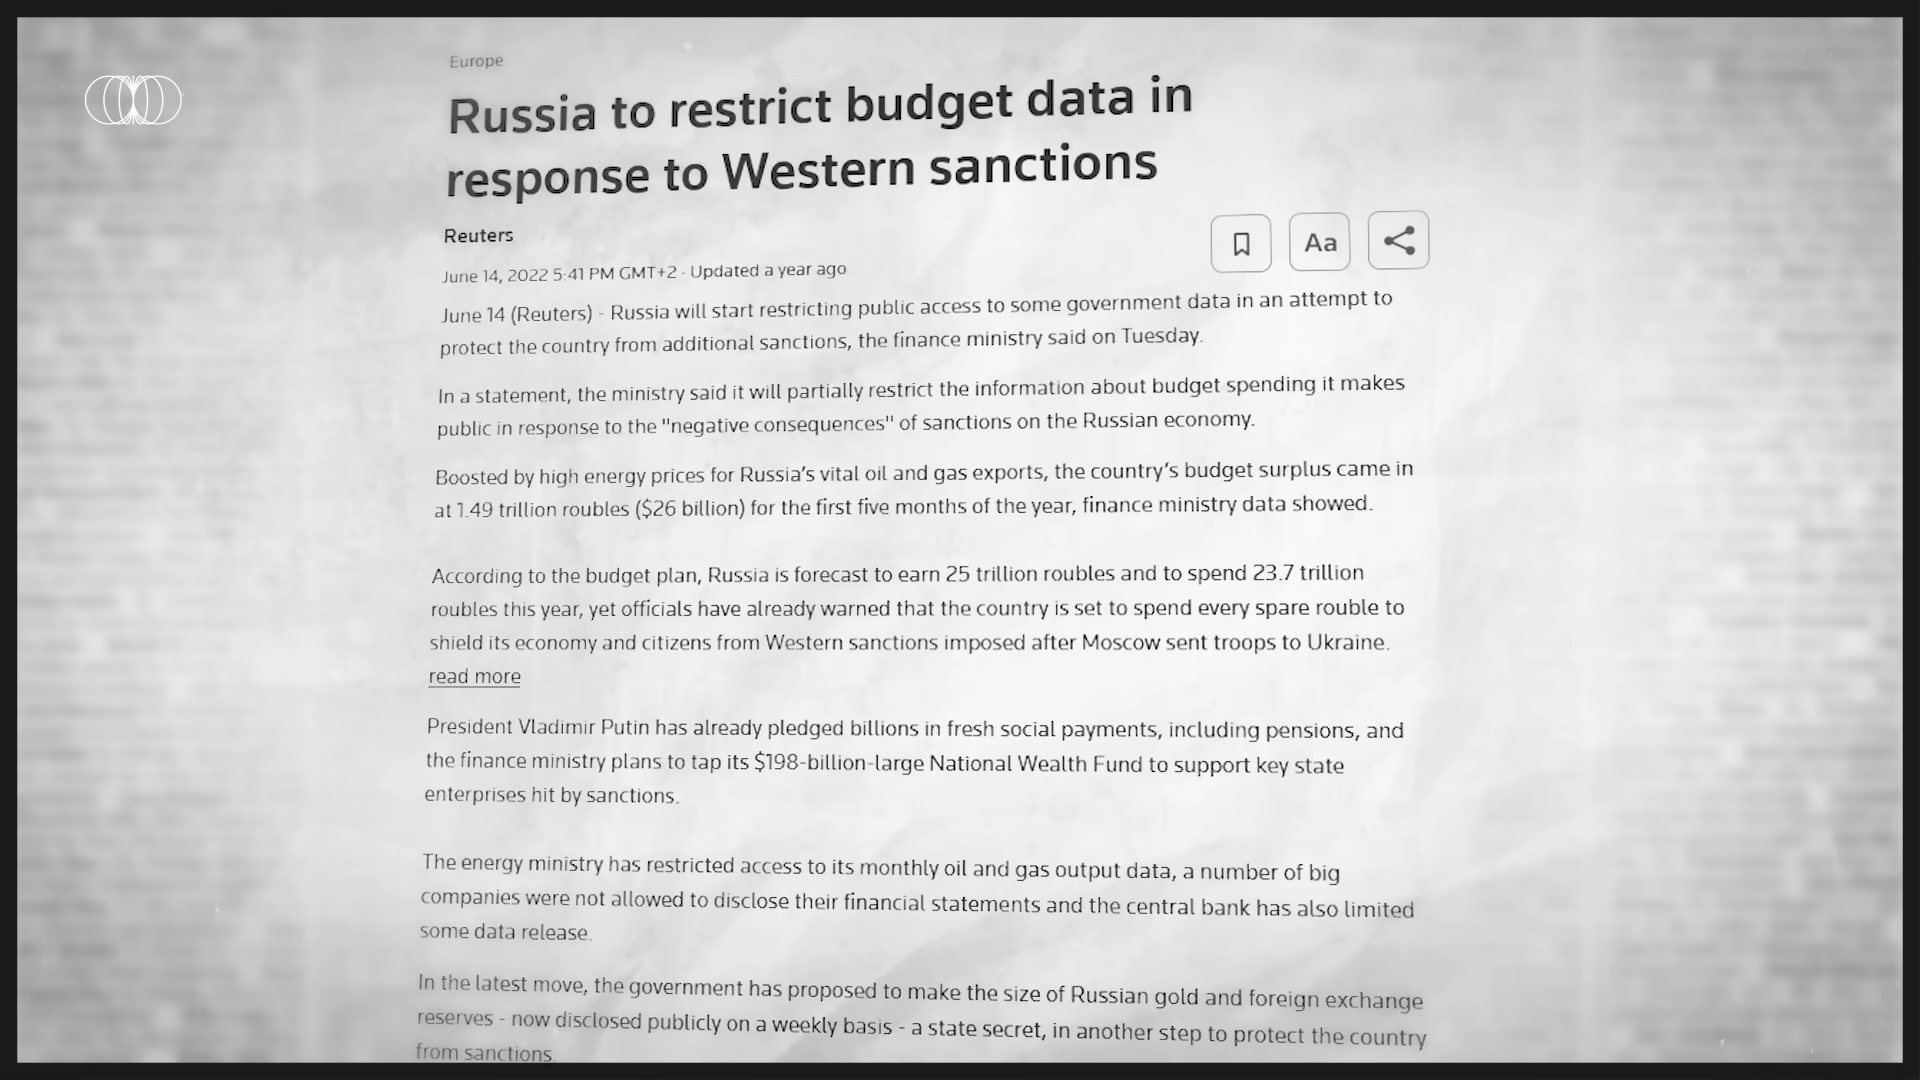 Europe
Russia to restrict budget data in
response to Western sanctions
Reuters
June 14, 2022 5:41 PM GMT+2 · Updated a year ago
Aa
June 14 (Reuters) - Russia will start restricting public access to some government data in an attempt to
protect the country from additional sanctions, the finance ministry said on Tuesday.
In a statement, the ministry said it will partially restrict the information about budget spending it makes
public in response to the "negative consequences" of sanctions on the Russian economy.
Boosted by high energy prices for Russia’s vital oil and gas exports, the country’s budget surplus came in
at 1.49 trillion roubles ($26 billion) for the first five months of the year, finance ministry data showed.
According to the budget plan, Russia is forecast to earn 25 trillion roubles and to spend 23.7 trillion
roubles this year, yet officials have already warned that the country is set to spend every spare rouble to
shield its economy and citizens from Western sanctions imposed after Moscow sent troops to Ukraine.
read more
President Vladimir Putin has already pledged billions in fresh social payments, including pensions, and
the finance ministry plans to tap its $198-billion-large National Wealth Fund to support key state
enterprises hit by sanctions.
The energy ministry has restricted access to its monthly oil and gas output data, a number of big
companies were not allowed to disclose their financial statements and the central bank has also limited
some data release.
In the latest move, the government has proposed to make the size of Russian gold and foreign exchange
reserves - now disclosed publicly on a weekly basis - a state secret, in another step to protect the country
from sanctions.